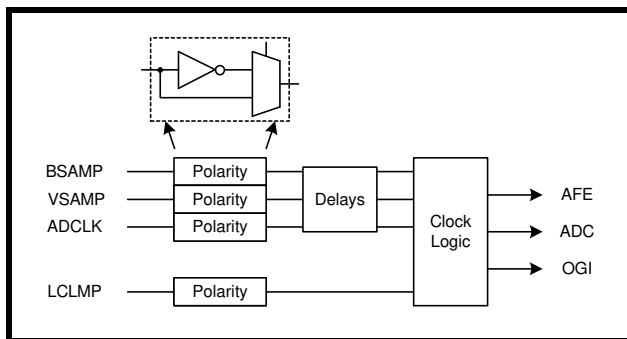 BSAMP Polarity
VSAMP Polarity Delays AFE
ADCLK Polarity Clock Logic ADC
OGI
LCLMP Polarity